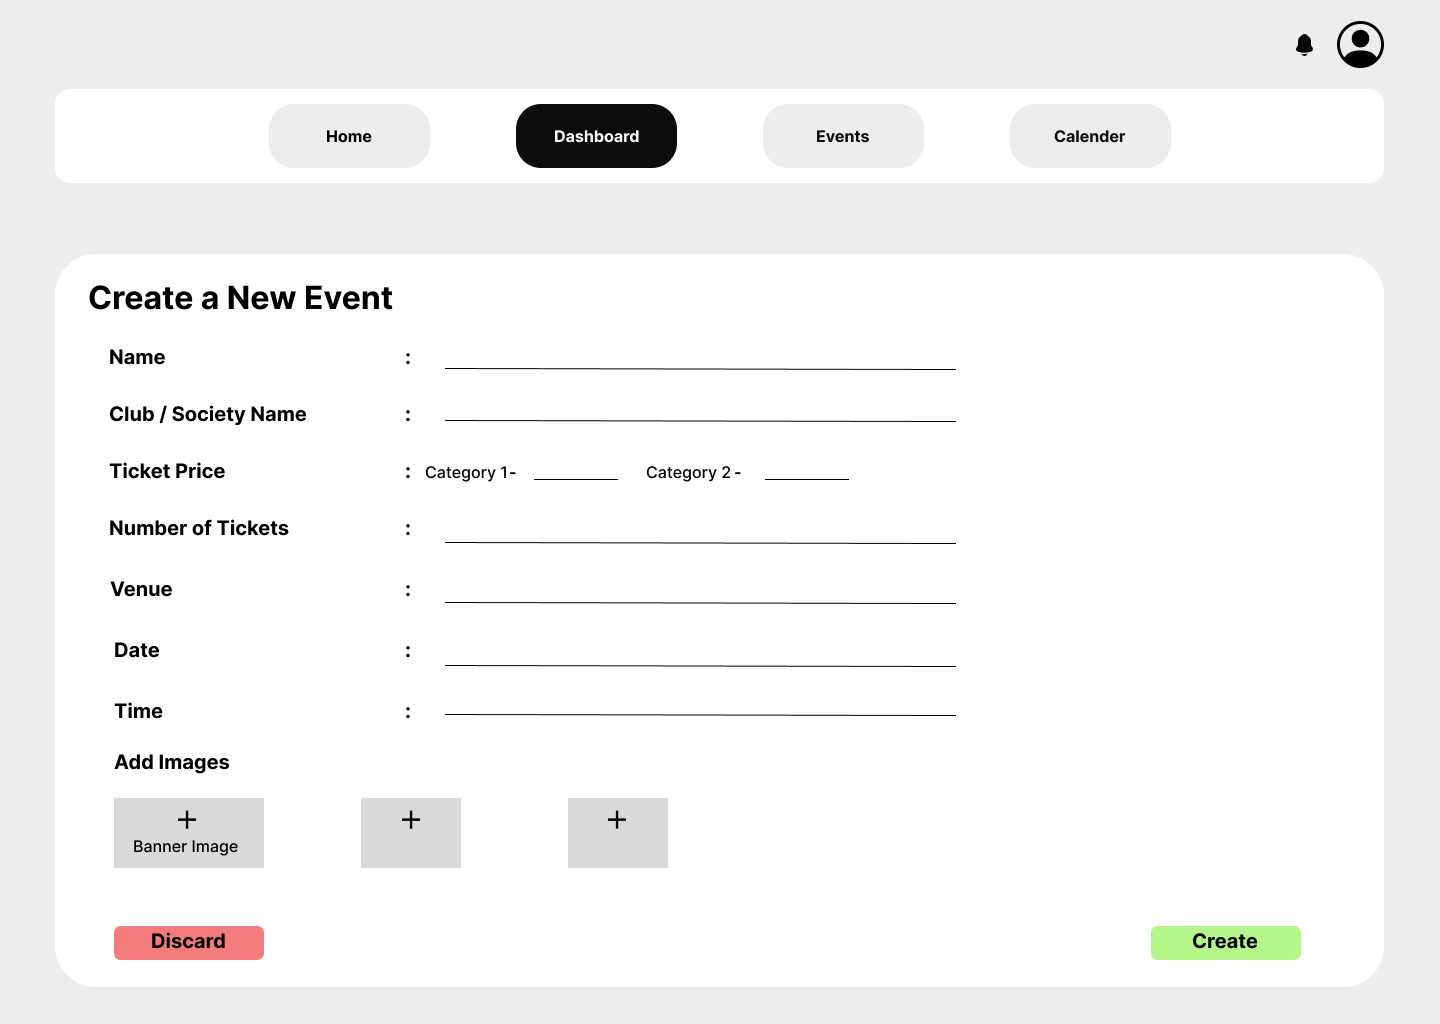 Home Dashboard Events Calender
Create a New Event
Name :
Club / Society Name :
Ticket Price : Category 1- Category 2 -
Number of Tickets :
Venue :
Date :
Time :
Add Images
+ + +
Banner Image
Discard Create